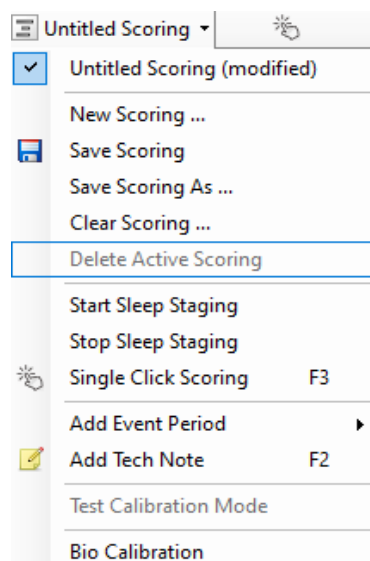 Untitled Scoring
Untitled Scoring (modified)
New Scoring ...
Save Scoring
Save Scoring As ...
Clear Scoring ...
Delete Active Scoring
Start Sleep Staging
Stop Sleep Staging
Single Click Scoring F3
Add Event Period
Add Tech Note F2
Test Calibration Mode
Bio Calibration